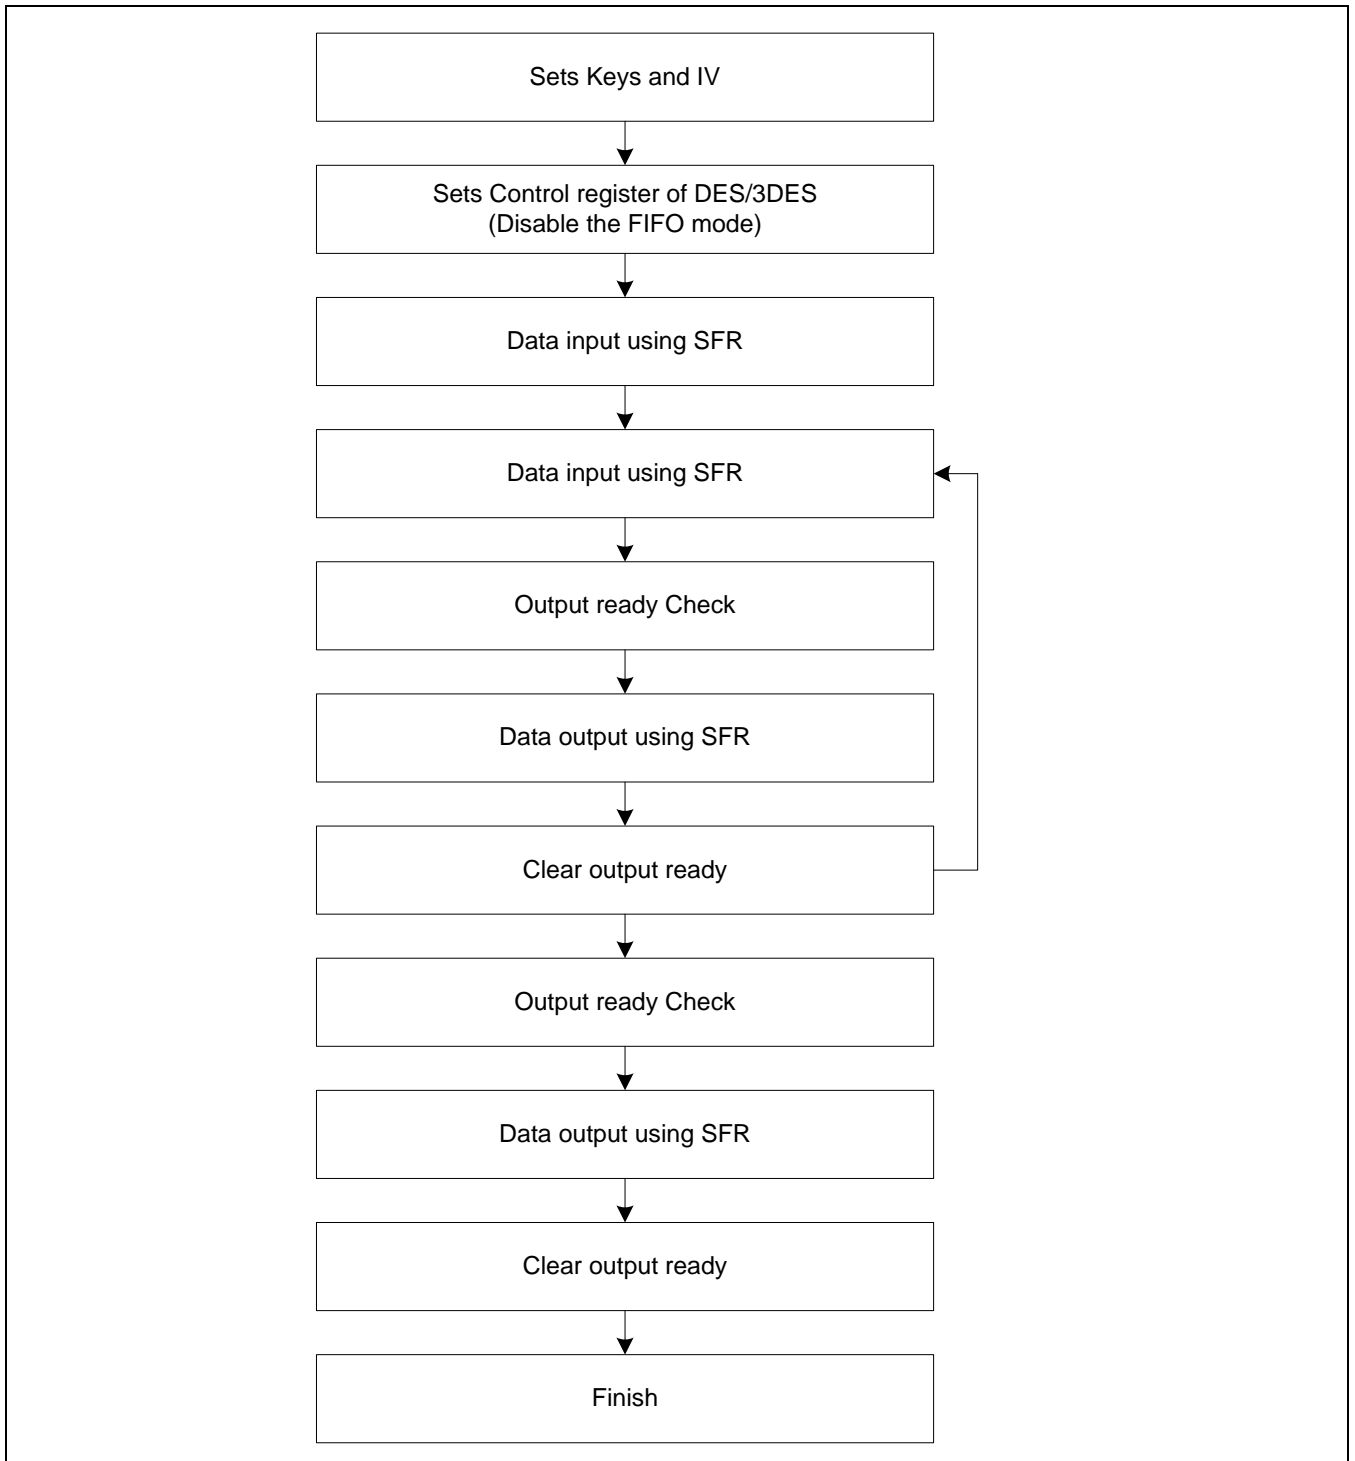 Sets Keys and IV
Sets Control register of DES/3DES
(Disable the FIFO mode)
Data input using SFR
Data input using SFR
Output ready Check
Data output using SFR
Clear output ready
Output ready Check
Data output using SFR
Clear output ready
Finish